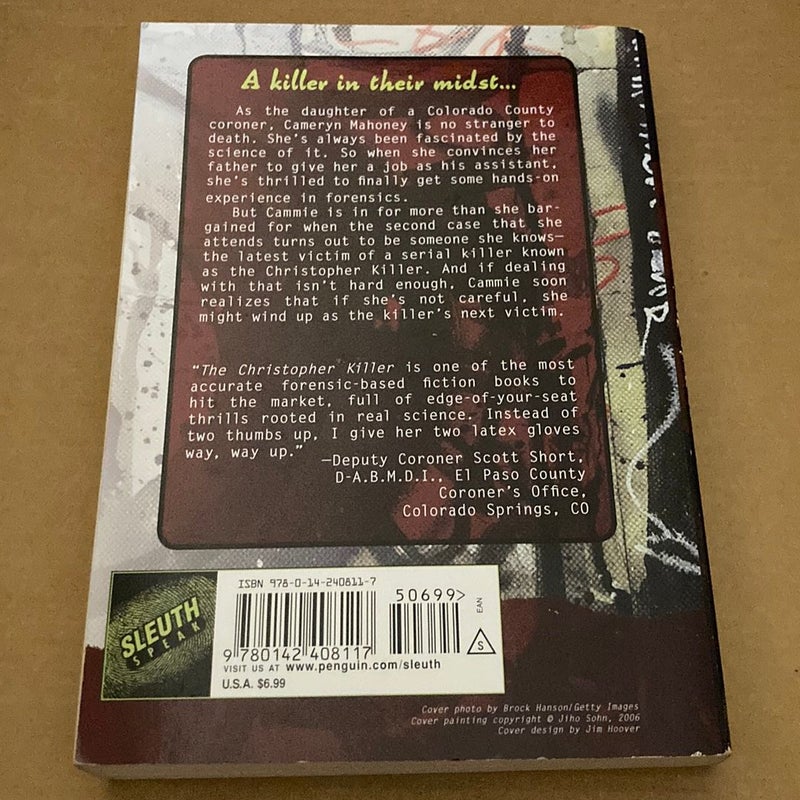 A killer in their midst...
As the daughter of a Colorado County
coroner, Cameryn Mahoney is no stranger to
death. She's always been fascinated by the
science of it. So when she convinces her
father to give her a job as his assistant,
she's thrilled to finally get some hands-on
experience in forensics.
But Cammie is in for more than she bar-
gained for when the second case that she
attends turns out to be someone she knows—
the latest victim of a serial killer known
as the Christopher Killer. And if dealing
with that isn't hard enough, Cammie soon
realizes that if she's not careful, she
might wind up as the killer's next victim.
"The Christopher Killer is one of the most
accurate forensic-based fiction books to
hit the market, full of edge-of-your-seat
thrills rooted in real science. Instead of
two thumbs up, I give her two latex gloves
way, way up."
—Deputy Coroner Scott Short,
D-A.B.M.D.I., El Paso County
Coroner's Office,
Colorado Springs, CO
SLEUTH
SPEAK
ISBN 978-0-14-240811-7
50699>
EAN
S
9 780142 408117
VISIT US AT www.penguin.com/sleuth
U.S.A. $6.99
Cover photo by Brock Hanson/Getty Images
Cover painting copyright © Jiho Sohn, 2006
Cover design by Jim Hoover